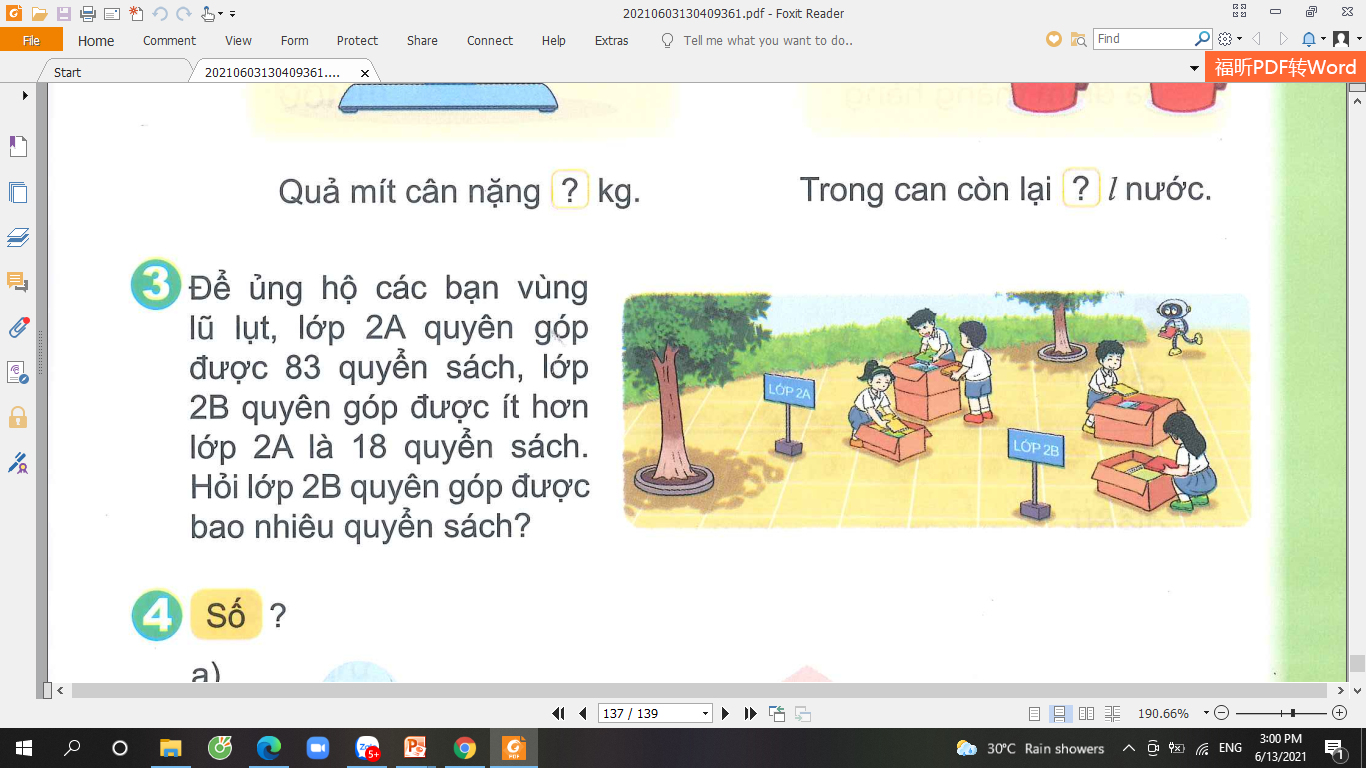 20210603130409361.pdf - Foxit Reader
File Home Comment View Form Protect Share Connect Help Extras Tell me what you want to do.. Find
Start 20210603130409361.... × 福昕PDF转Word
Quả mít cân nặng ? kg.
Trong can còn lại ? l nước.
3 Để ủng hộ các bạn vùng
lũ lụt, lớp 2A quyên góp
được 83 quyển sách, lớp
2B quyên góp được ít hơn
lớp 2A là 18 quyển sách.
Hỏi lớp 2B quyên góp được
bao nhiêu quyển sách?
LỚP 2A
LỚP 2B
4 Số ?
a)
137 / 139 190.66%
5+ 30°C Rain showers ENG 3:00 PM
6/13/2021 1